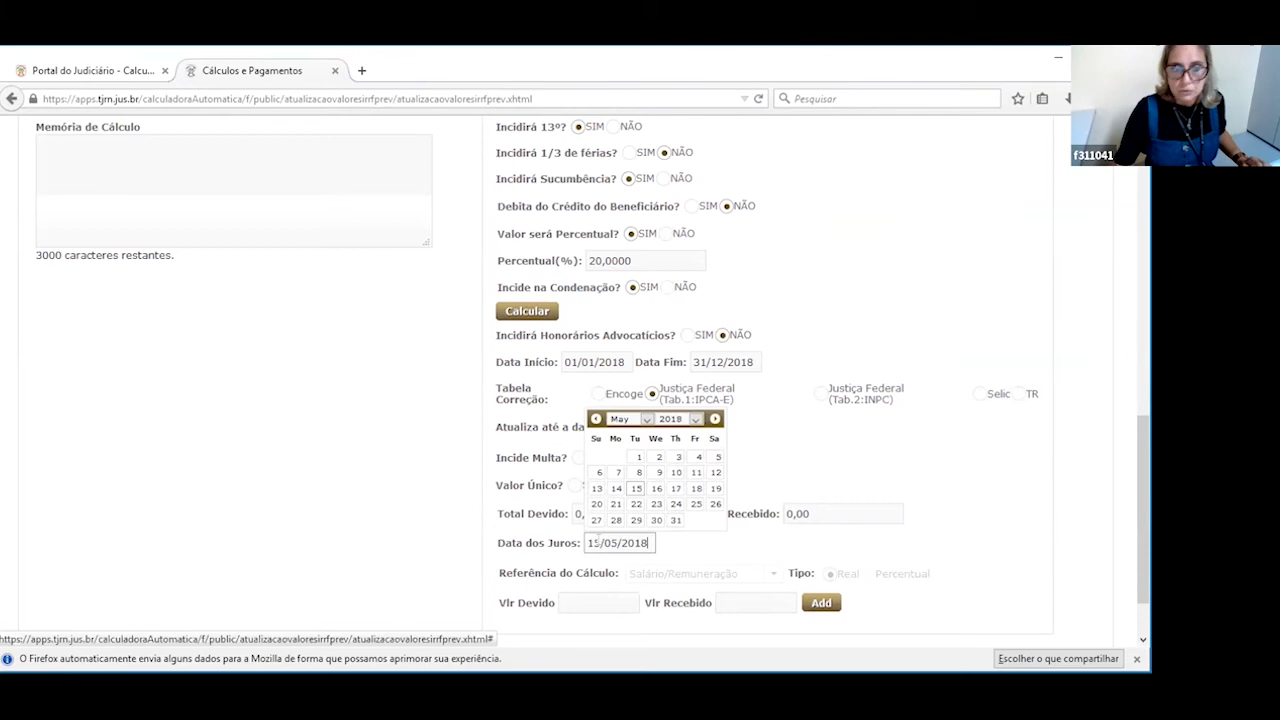 Portal do Judiciário - Calcu...
Cálculos e Pagamentos
https://apps.tjrn.jus.br/calculadoraAutomatica/f/public/atualizacaovaloresirrfprev/atualizacaovaloresirrfprev.xhtml
Pesquisar
f311041
Memória de Cálculo
3000 caracteres restantes.
Incidirá 13º? SIM NÃO
Incidirá 1/3 de férias? SIM NÃO
Incidirá Sucumbência? SIM NÃO
Debita do Crédito do Beneficiário? SIM NÃO
Valor será Percentual? SIM NÃO
Percentual(%): 20,0000
Incide na Condenação? SIM NÃO
Calcular
Incidirá Honorários Advocatícios? SIM NÃO
Data Início: 01/01/2018 Data Fim: 31/12/2018
Tabela Correção: Encoge Justiça Federal (Tab.1:IPCA-E) Justiça Federal (Tab.2:INPC) Selic TR
Atualiza até a da
May 2018
Su Mo Tu We Th Fr Sa
1 2 3 4 5
6 7 8 9 10 11 12
13 14 15 16 17 18 19
20 21 22 23 24 25 26
27 28 29 30 31
Incide Multa?
Valor Único?
Total Devido: 0, Recebido: 0,00
Data dos Juros: 15/05/2018
Referência do Cálculo: Salário/Remuneração Tipo: Real Percentual
Vlr Devido Vlr Recebido Add
https://apps.tjrn.jus.br/calculadoraAutomatica/f/public/atualizacaovaloresirrfprev/atualizacaovaloresirrfprev.xhtml#
O Firefox automaticamente envia alguns dados para a Mozilla de forma que possamos aprimorar sua experiência.
Escolher o que compartilhar